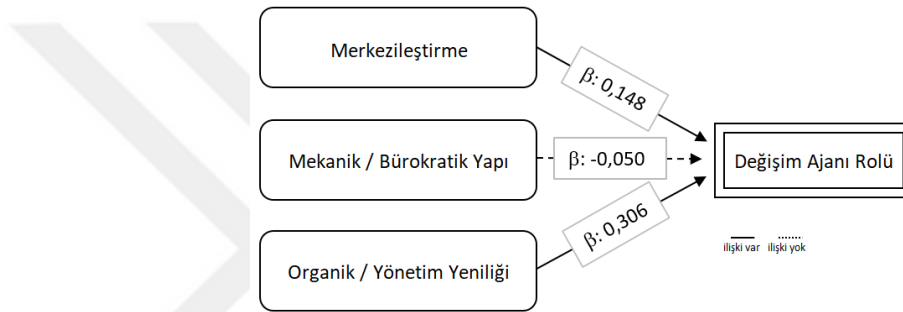 Merkezileştirme
β: 0,148
Mekanik / Bürokratik Yapı
β: -0,050
Değişim Ajanı Rolü
β: 0,306
Organik / Yönetim Yeniliği
ilişki var ilişki yok